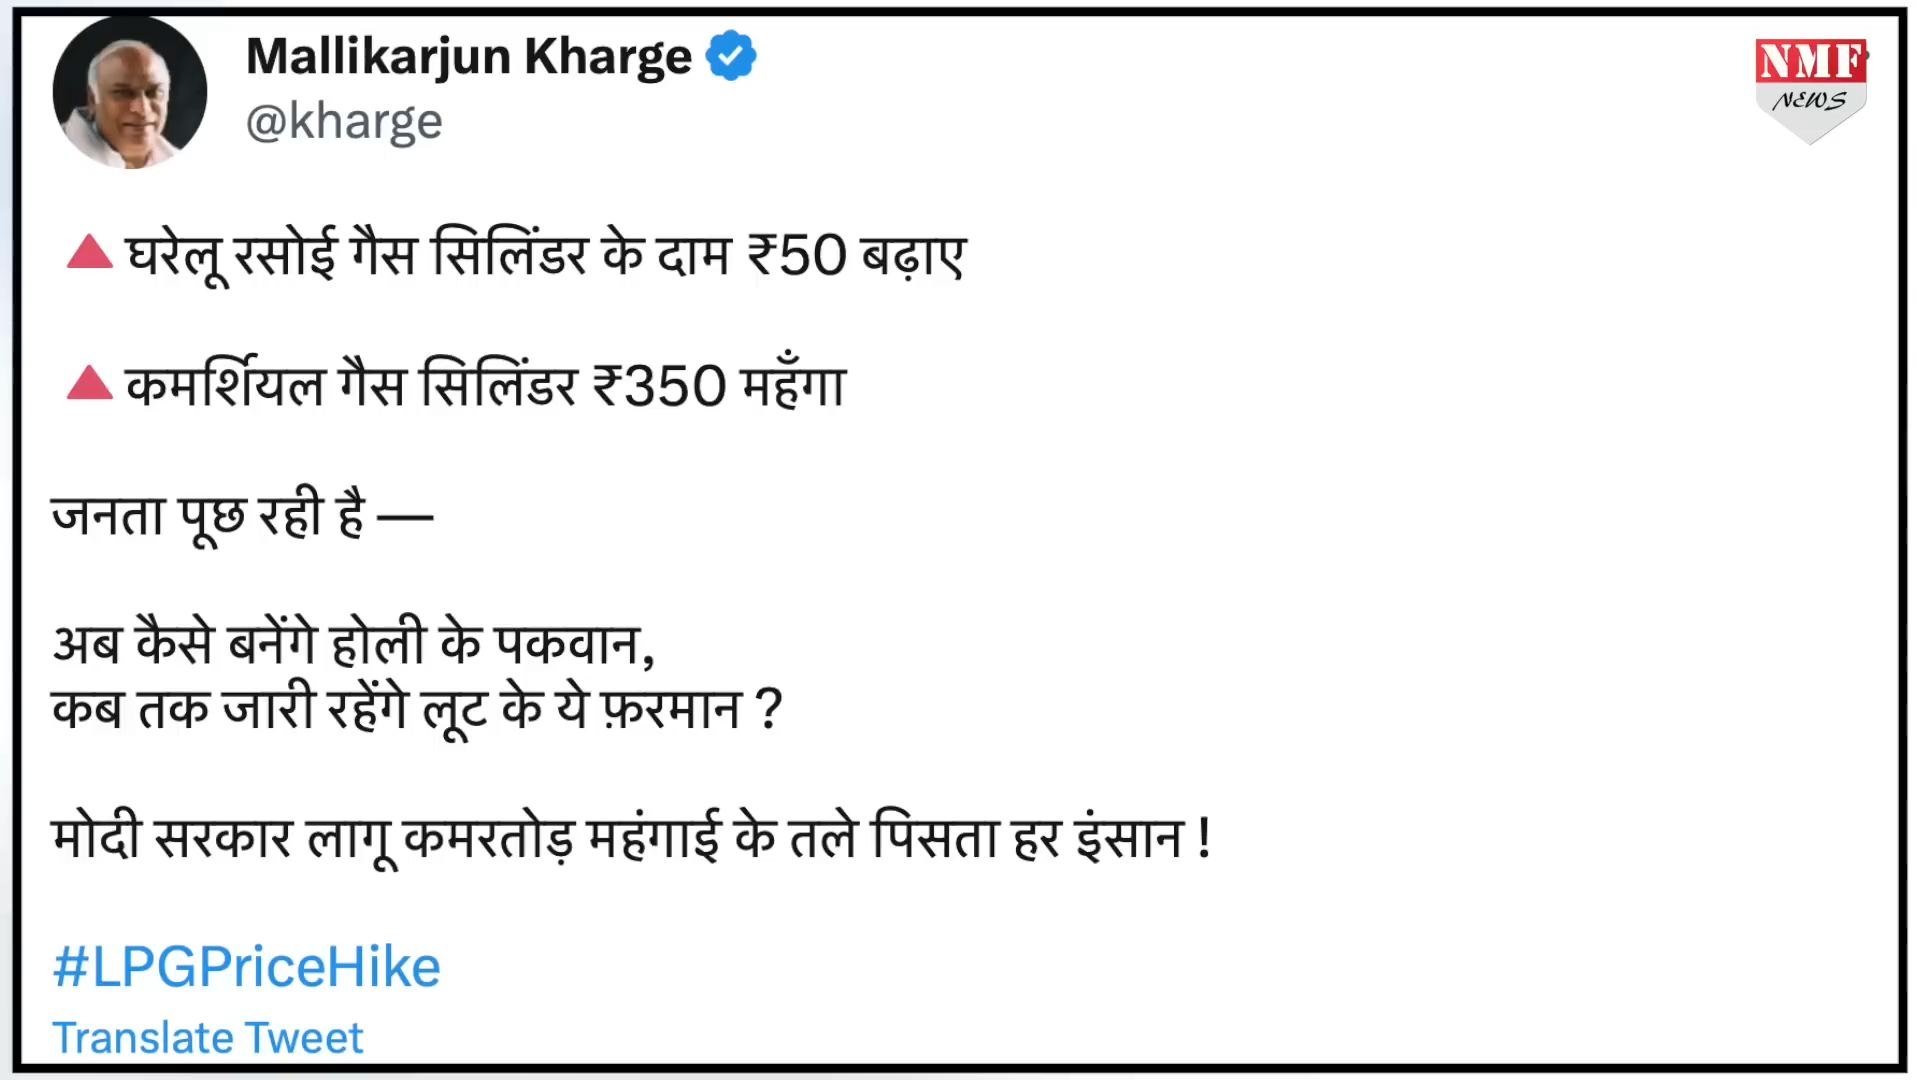 Mallikarjun Kharge
@kharge
NMF
NEWS
🔺घरेलू रसोई गैस सिलिंडर के दाम ₹50 बढ़ाए
🔺कमर्शियल गैस सिलिंडर ₹350 महँगा
जनता पूछ रही है —
अब कैसे बनेंगे होली के पकवान,
कब तक जारी रहेंगे लूट के ये फ़रमान ?
मोदी सरकार लागू कमरतोड़ महंगाई के तले पिसता हर इंसान !
#LPGPriceHike
Translate Tweet